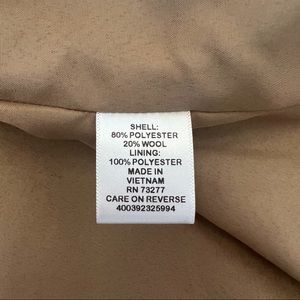 SHELL:
80% POLYESTER
20% WOOL
LINING:
100% POLYESTER
MADE IN
VIETNAM
RN 73277
CARE ON REVERSE
400392325994